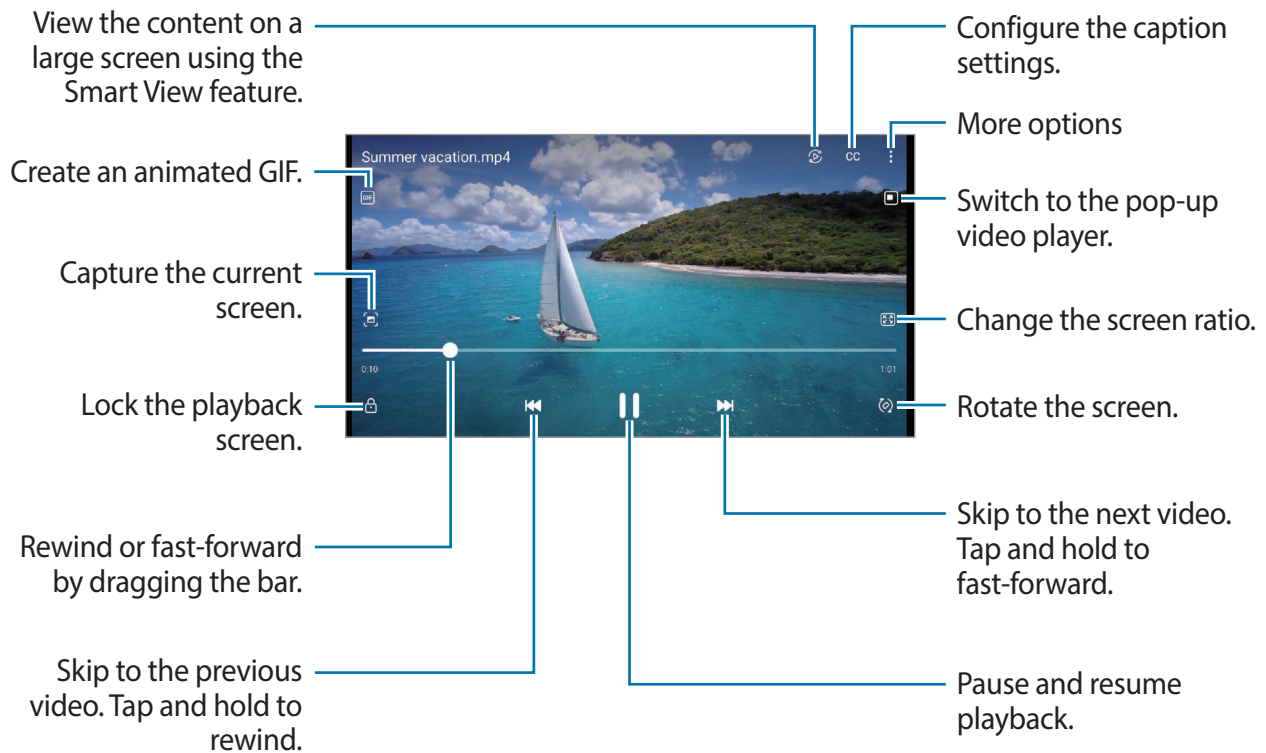 View the content on a
large screen using the
Smart View feature.
Configure the caption
settings.
More options
Summer vacation.mp4
CC
Create an animated GIF.
GIF
Switch to the pop-up
video player.
Capture the current
screen.
Change the screen ratio.
0:10
1:01
Lock the playback
screen.
Rotate the screen.
Skip to the next video.
Tap and hold to
fast-forward.
Rewind or fast-forward
by dragging the bar.
Skip to the previous
video. Tap and hold to
rewind.
Pause and resume
playback.